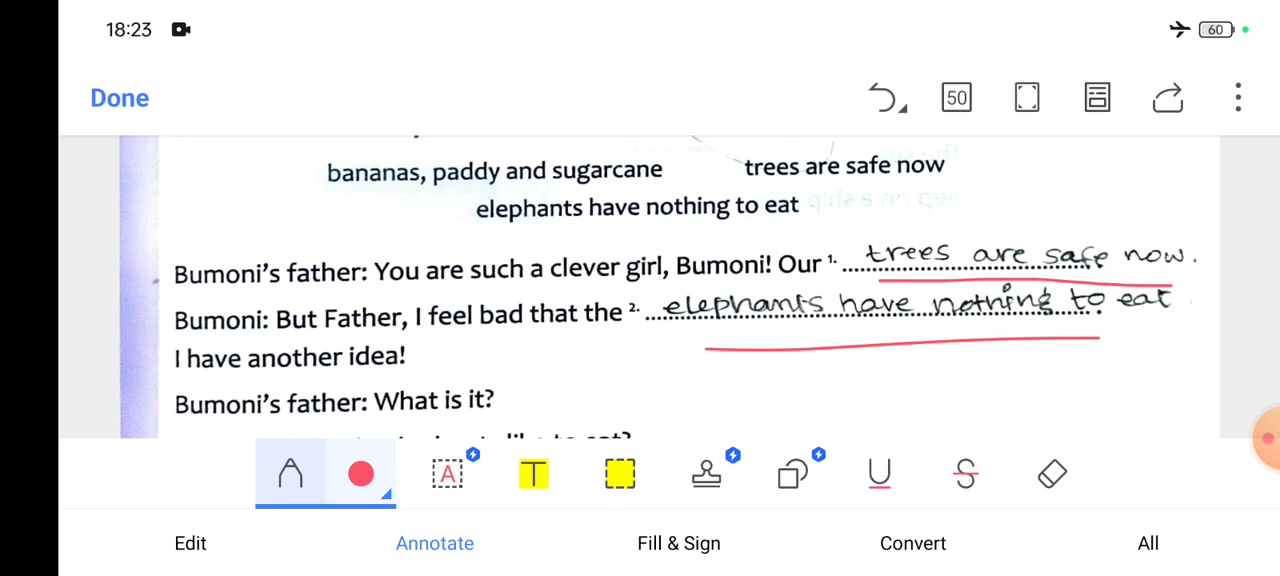 18:23
60
Done
50
bananas, paddy and sugarcane trees are safe now
elephants have nothing to eat
Bumoni's father: You are such a clever girl, Bumoni! Our 1. trees are safe now.
Bumoni: But Father, I feel bad that the 2. elephants have nothing to eat.
I have another idea!
Bumoni's father: What is it?
A
T
U
S
Edit Annotate Fill & Sign Convert All